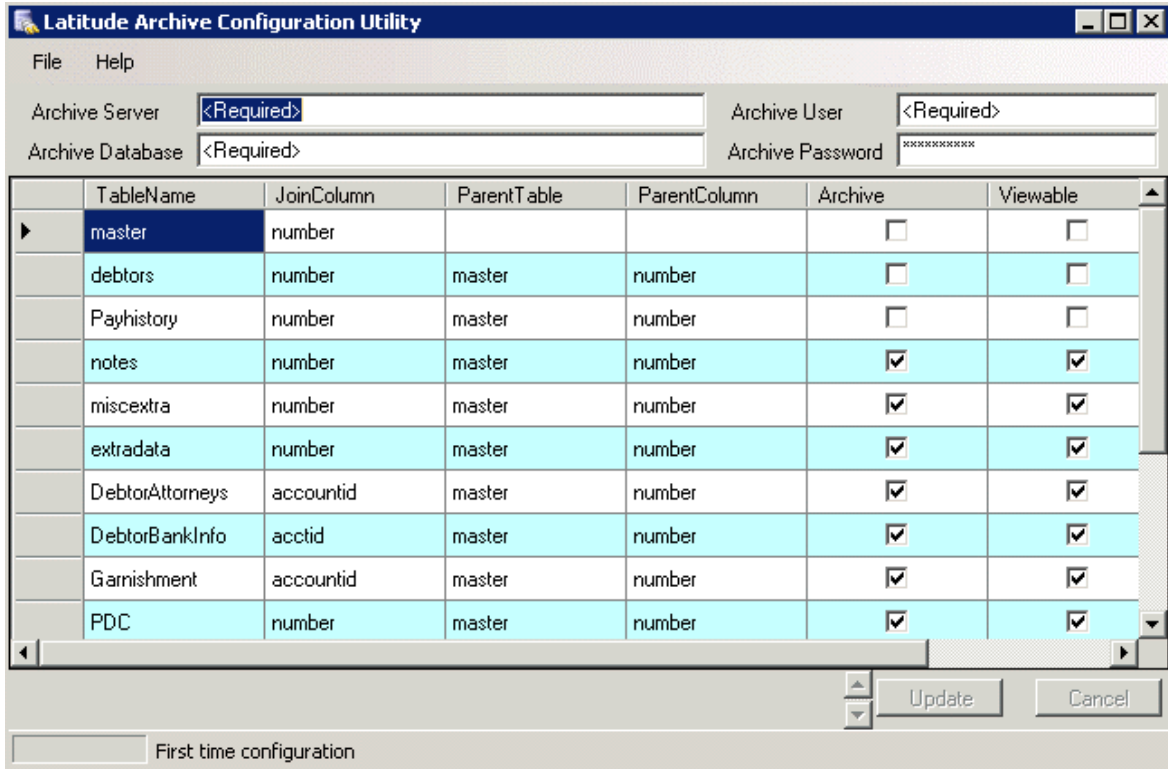 Latitude Archive Configuration Utility
File Help
Archive Server <Required> Archive User <Required>
Archive Database <Required> Archive Password **********
TableName JoinColumn ParentTable ParentColumn Archive Viewable
master number
debtors number master number
Payhistory number master number
notes number master number
miscextra number master number
extradata number master number
DebtorAttorneys accountid master number
DebtorBankInfo acctid master number
Garnishment accountid master number
PDC number master number
Update Cancel
First time configuration